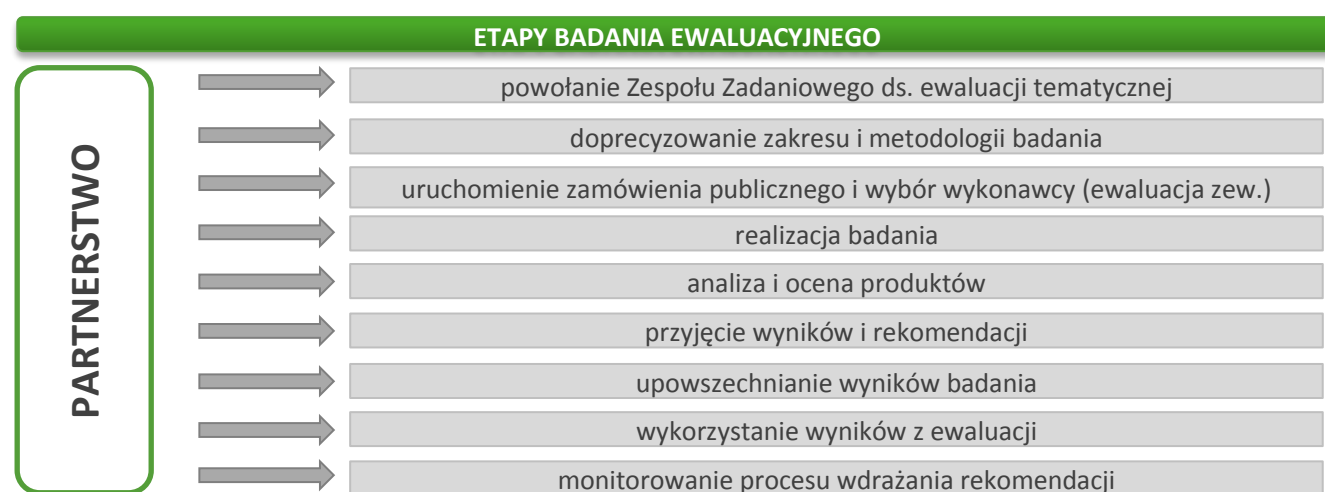 ETAPY BADANIA EWALUACYJNEGO
PARTNERSTWO
powołanie Zespołu Zadaniowego ds. ewaluacji tematycznej
doprecyzowanie zakresu i metodologii badania
uruchomienie zamówienia publicznego i wybór wykonawcy (ewaluacja zew.)
realizacja badania
analiza i ocena produktów
przyjęcie wyników i rekomendacji
upowszechnianie wyników badania
wykorzystanie wyników z ewaluacji
monitorowanie procesu wdrażania rekomendacji